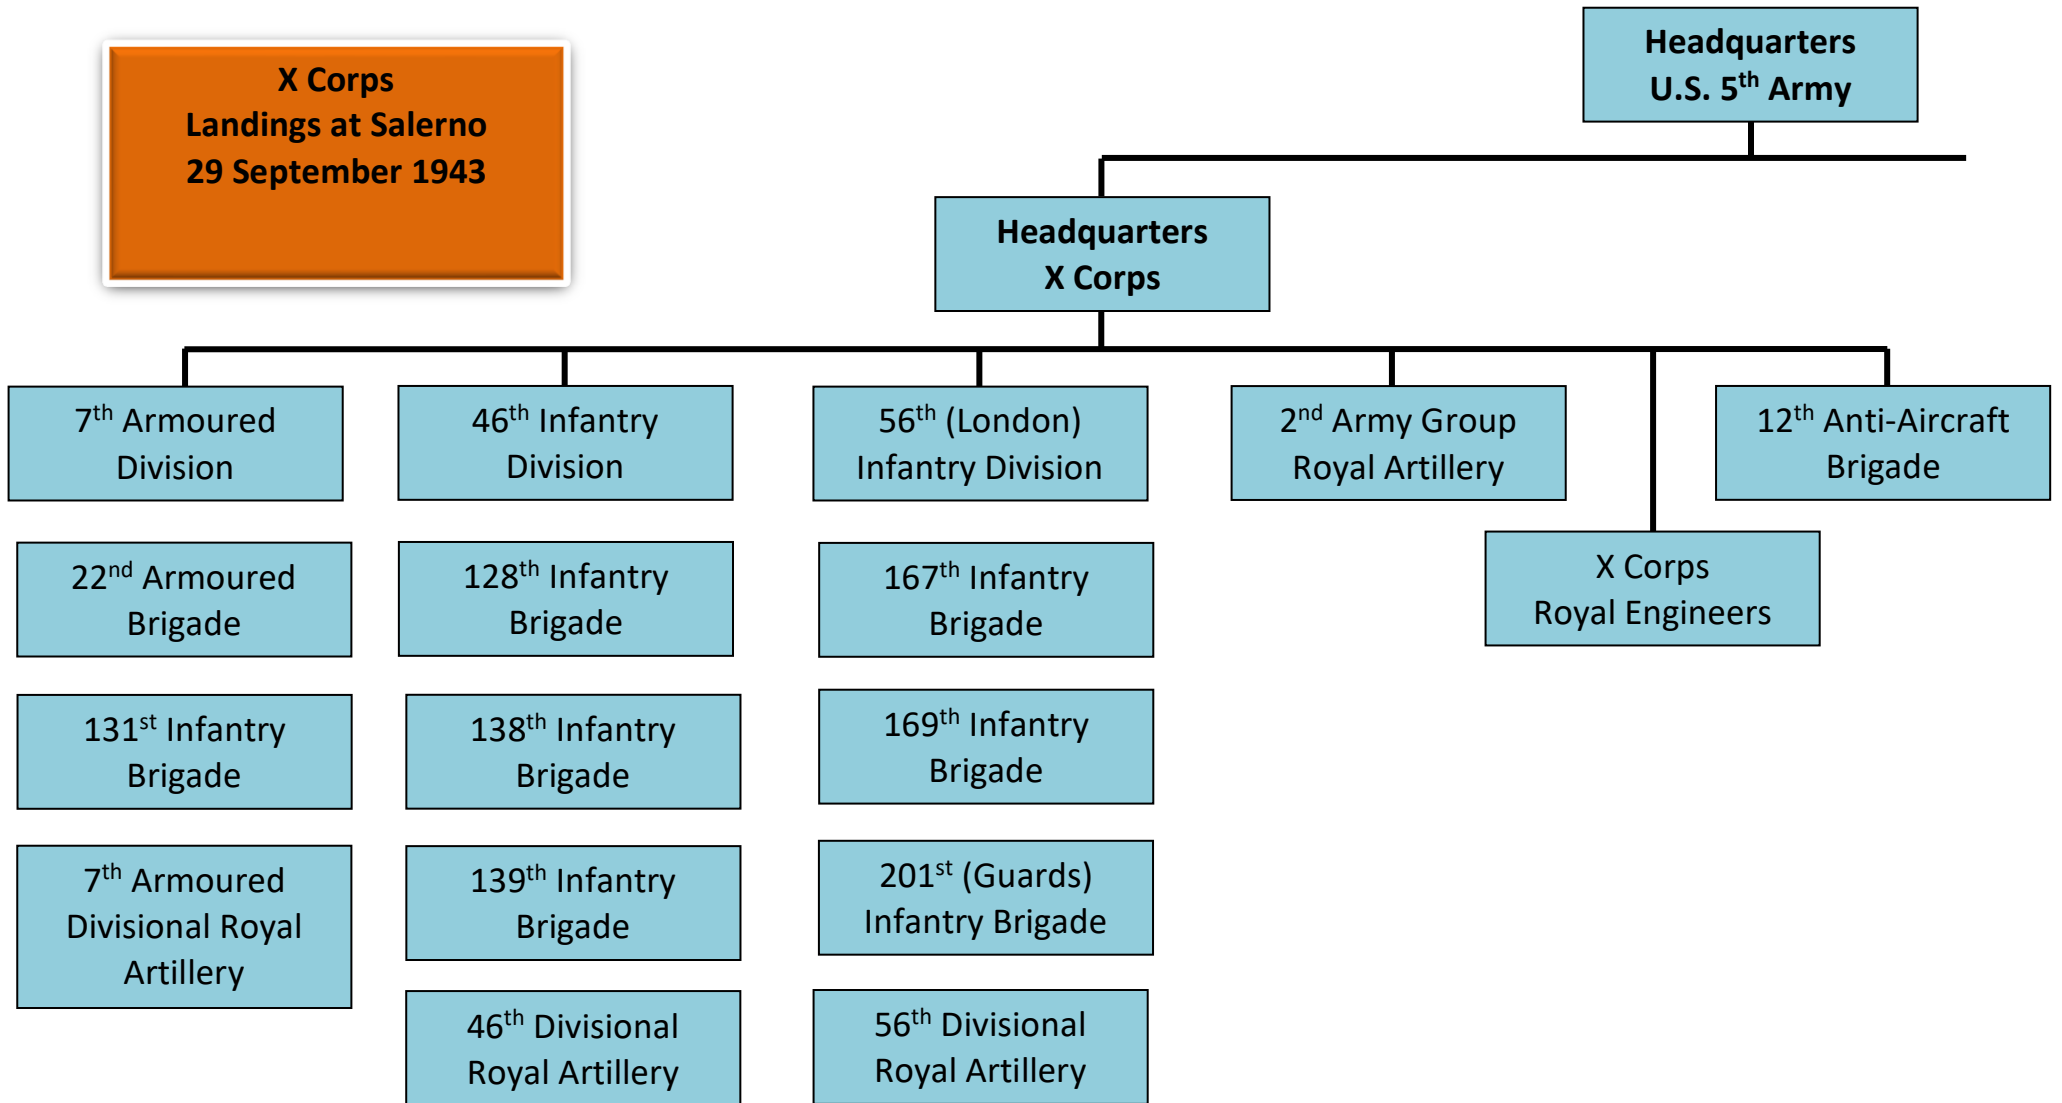 X Corps
Landings at Salerno
29 September 1943
Headquarters
U.S. 5th Army
Headquarters
X Corps
7th Armoured
Division
46th Infantry
Division
56th (London)
Infantry Division
2nd Army Group
Royal Artillery
12th Anti-Aircraft
Brigade
22nd Armoured
Brigade
128th Infantry
Brigade
167th Infantry
Brigade
X Corps
Royal Engineers
131st Infantry
Brigade
138th Infantry
Brigade
169th Infantry
Brigade
7th Armoured
Divisional Royal
Artillery
139th Infantry
Brigade
201st (Guards)
Infantry Brigade
46th Divisional
Royal Artillery
56th Divisional
Royal Artillery